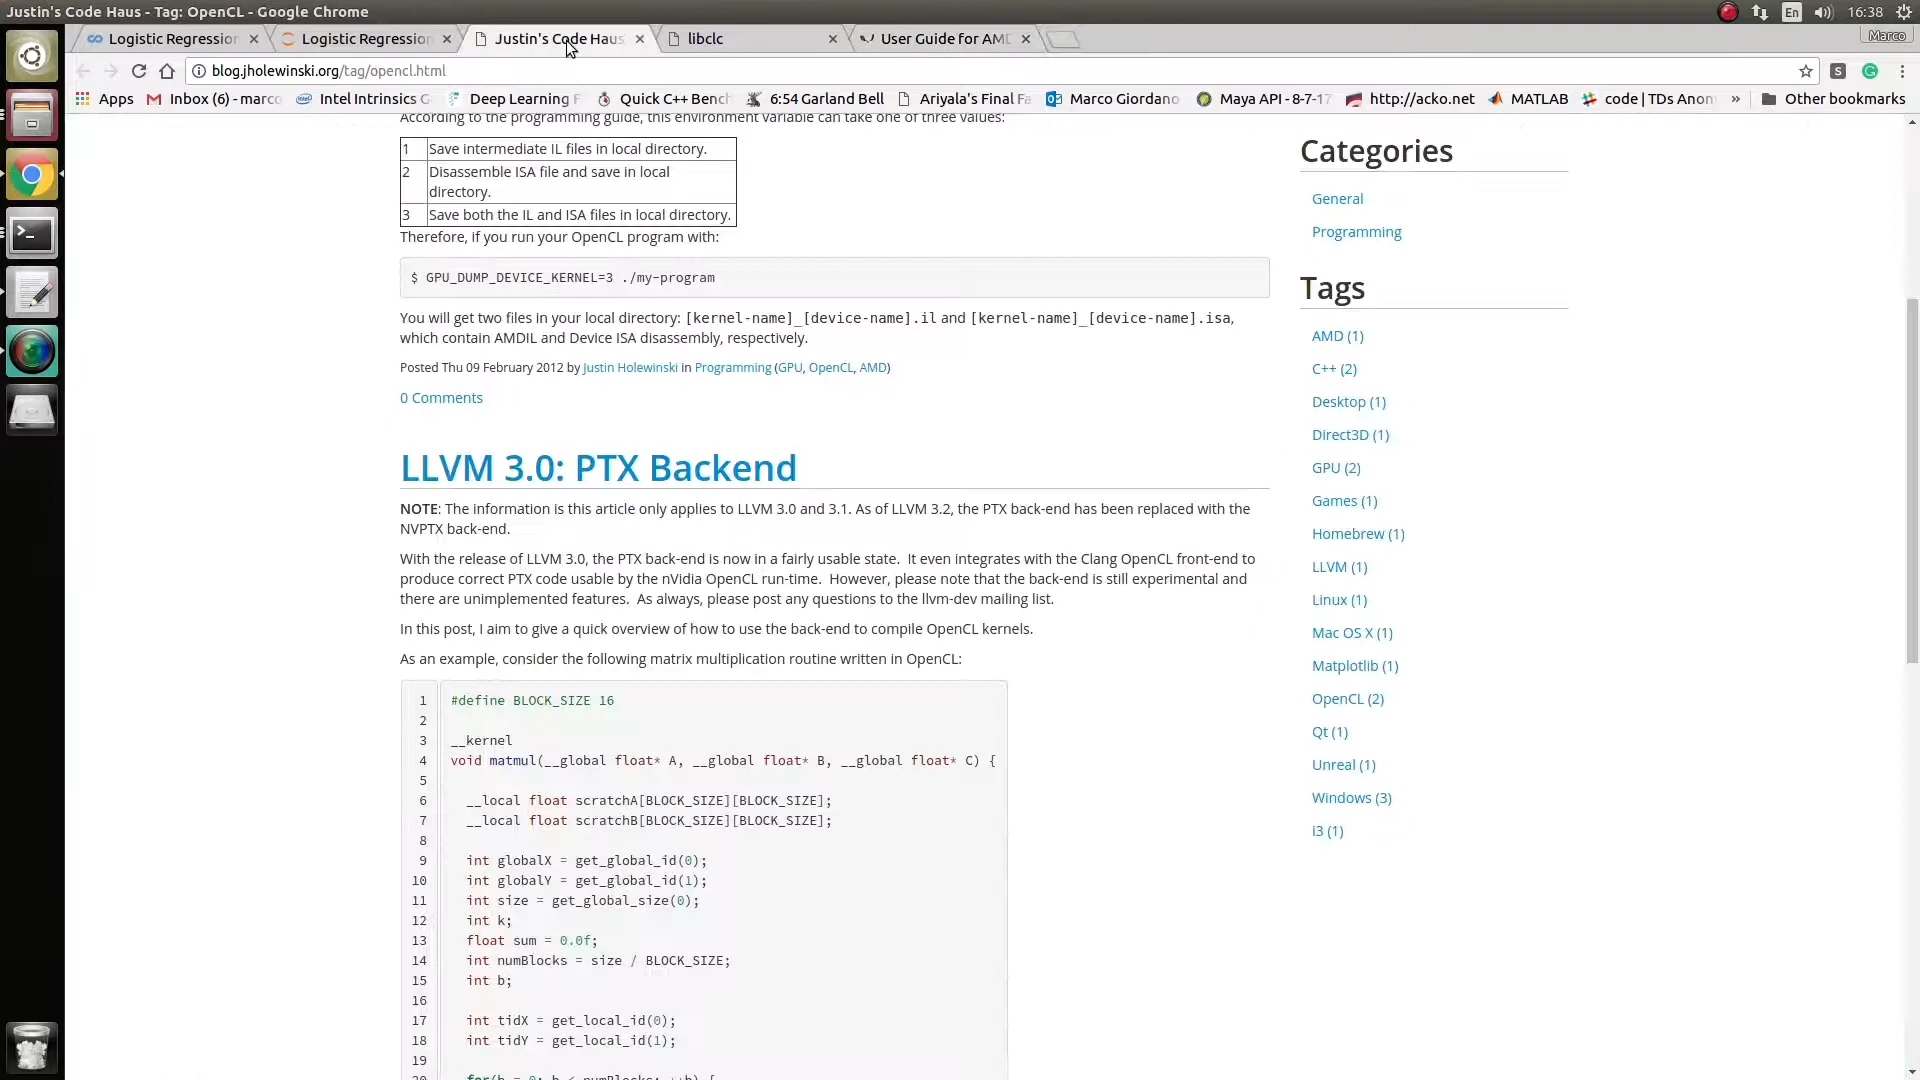 Justin's Code Haus - Tag: OpenCL - Google Chrome
En
16:38
Logistic Regression
Logistic Regression
Justin's Code Haus
libclc
User Guide for AMD
Marco
blog.jholewinski.org/tag/opencl.html
S
G
Apps
Inbox (6) - marco
Intel Intrinsics G
Deep Learning F
Quick C++ Bench
6:54 Garland Bell
Ariyala's Final Fa
Marco Giordano
Maya API - 8-7-17
http://acko.net
MATLAB
code | TDs Anon
»
Other bookmarks
According to the programming guide, this environment variable can take one of three values:
1 Save intermediate IL files in local directory.
2 Disassemble ISA file and save in local
directory.
3 Save both the IL and ISA files in local directory.
Therefore, if you run your OpenCL program with:
$ GPU_DUMP_DEVICE_KERNEL=3 ./my-program
You will get two files in your local directory: [kernel-name]_[device-name].il and [kernel-name]_[device-name].isa,
which contain AMDIL and Device ISA disassembly, respectively.
Posted Thu 09 February 2012 by Justin Holewinski in Programming (GPU, OpenCL, AMD)
0 Comments
LLVM 3.0: PTX Backend
NOTE: The information is this article only applies to LLVM 3.0 and 3.1. As of LLVM 3.2, the PTX back-end has been replaced with the
NVPTX back-end.
With the release of LLVM 3.0, the PTX back-end is now in a fairly usable state. It even integrates with the Clang OpenCL front-end to
produce correct PTX code usable by the nVidia OpenCL run-time. However, please note that the back-end is still experimental and
there are unimplemented features. As always, please post any questions to the llvm-dev mailing list.
In this post, I aim to give a quick overview of how to use the back-end to compile OpenCL kernels.
As an example, consider the following matrix multiplication routine written in OpenCL:
1 #define BLOCK_SIZE 16
2
3 __kernel
4 void matmul(__global float* A, __global float* B, __global float* C) {
5
6 __local float scratchA[BLOCK_SIZE][BLOCK_SIZE];
7 __local float scratchB[BLOCK_SIZE][BLOCK_SIZE];
8
9 int globalX = get_global_id(0);
10 int globalY = get_global_id(1);
11 int size = get_global_size(0);
12 int k;
13 float sum = 0.0f;
14 int numBlocks = size / BLOCK_SIZE;
15 int b;
16
17 int tidX = get_local_id(0);
18 int tidY = get_local_id(1);
19
20 for(b = 0; b < numBlocks; ++b) {
Categories
General
Programming
Tags
AMD (1)
C++ (2)
Desktop (1)
Direct3D (1)
GPU (2)
Games (1)
Homebrew (1)
LLVM (1)
Linux (1)
Mac OS X (1)
Matplotlib (1)
OpenCL (2)
Qt (1)
Unreal (1)
Windows (3)
i3 (1)